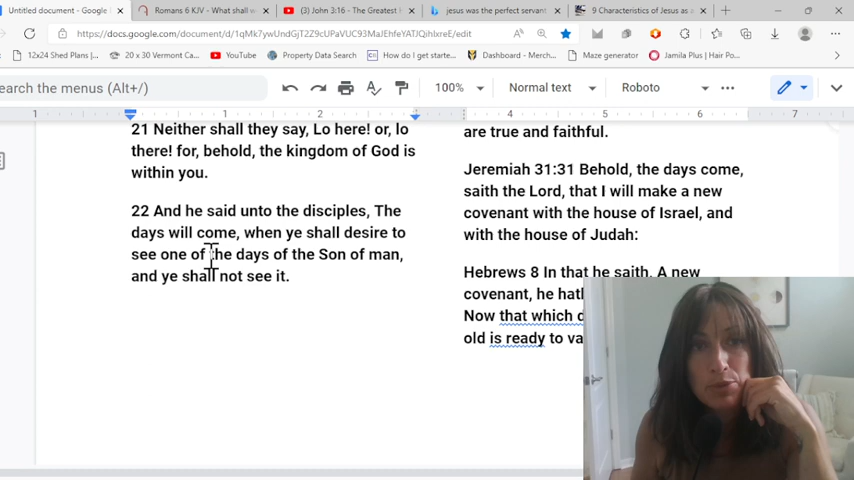 Untitled document - Google
Romans 6 KJV - What shall w
(3) John 3:16 - The Greatest H
jesus was the perfect servant
9 Characteristics of Jesus as a
https://docs.google.com/document/d/1qMk7ywUndGjT2Z9cUPaVUC93MaJEhfeYATJQihIxreE/edit
12x24 Shed Plans |...
20 x 30 Vermont Ca...
YouTube
Property Data Search
How do I get starte...
Dashboard - Merch...
Maze generator
Jamila Plus | Hair Po...
earch the menus (Alt+/)
100%
Normal text
Roboto
1 1 2 4 5 6 7
21 Neither shall they say, Lo here! or, lo
there! for, behold, the kingdom of God is
within you.
22 And he said unto the disciples, The
days will come, when ye shall desire to
see one of the days of the Son of man,
and ye shall not see it.
are true and faithful.
Jeremiah 31:31 Behold, the days come,
saith the Lord, that I will make a new
covenant with the house of Israel, and
with the house of Judah:
Hebrews 8 In that he saith, A new
covenant, he hath
Now that which d
old is ready to va